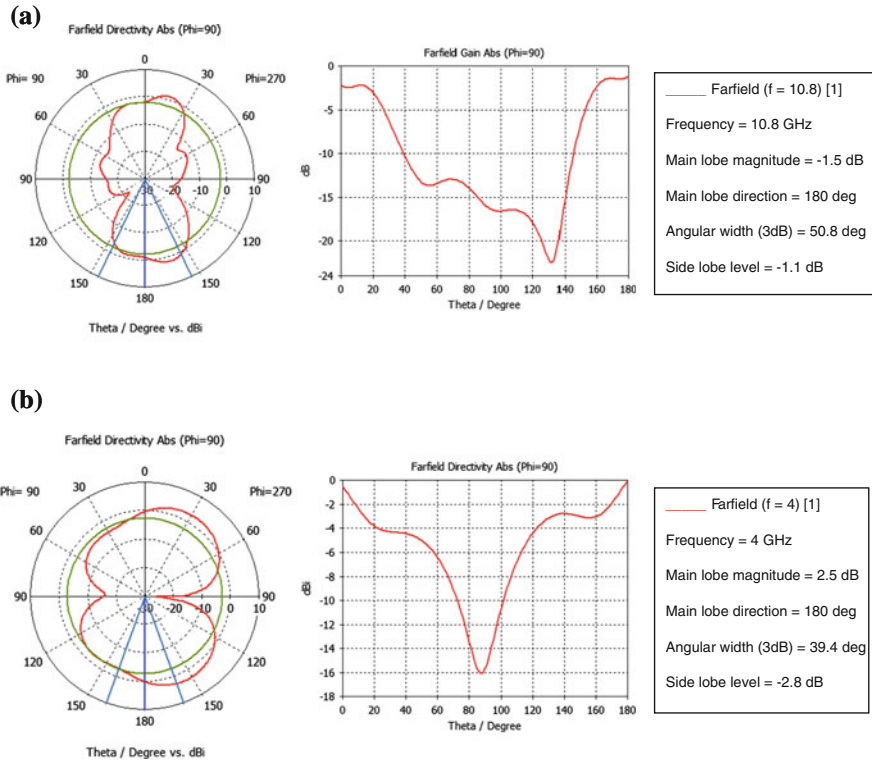 (a)
Farfield Directivity Abs (Phi=90)
0
Phi= 90 30 30 Phi=270
60 60
90 -30 -20 -10 0 10 90
120 120
150 150
180
Theta / Degree vs. dBi
Farfield Gain Abs (Phi=90)
0
-5
-10
dB
-15
-20
-24
0 20 40 60 80 100 120 140 160 180
Theta / Degree
_____ Farfield (f = 10.8) [1]
Frequency = 10.8 GHz
Main lobe magnitude = -1.5 dB
Main lobe direction = 180 deg
Angular width (3dB) = 50.8 deg
Side lobe level = -1.1 dB
(b)
Farfield Directivity Abs (Phi=90)
0
Phi= 90 30 30 Phi=270
60 60
90 -30 -20 -10 0 10 90
120 120
150 150
180
Theta / Degree vs. dBi
Farfield Directivity Abs (Phi=90)
0
-2
-4
-6
-8
dBi
-10
-12
-14
-16
-18
0 20 40 60 80 100 120 140 160 180
Theta / Degree
_____ Farfield (f = 4) [1]
Frequency = 4 GHz
Main lobe magnitude = 2.5 dB
Main lobe direction = 180 deg
Angular width (3dB) = 39.4 deg
Side lobe level = -2.8 dB